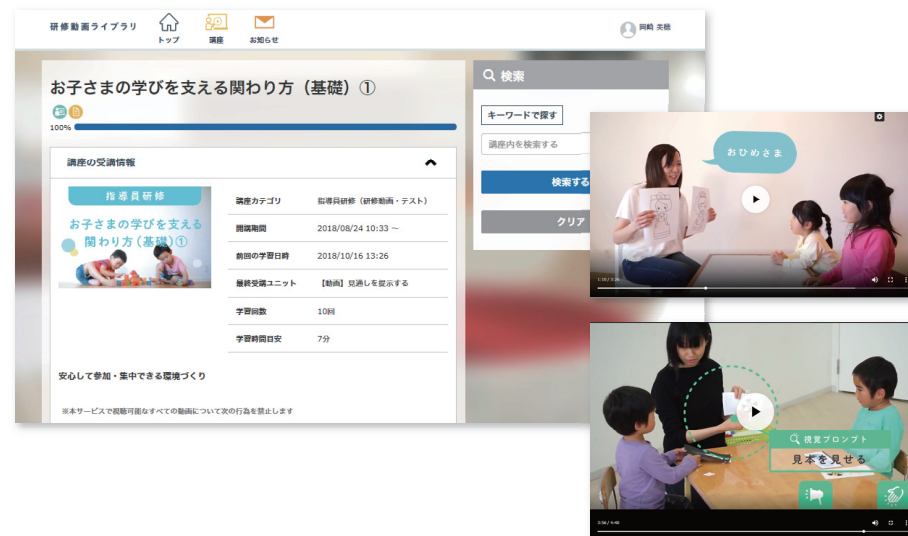 研修動画ライブラリ
トップ
講座
お知らせ
岡崎 美穂
お子さまの学びを支える関わり方（基礎）①
100%
講座の受講情報
指導員研修
お子さまの学びを支える
関わり方(基礎)①
講座カテゴリ 指導員研修（研修動画・テスト）
開講期間 2018/08/24 10:33 ～
前回の学習日時 2018/10/16 13:26
最終受講ユニット 【動画】見通しを提示する
学習回数 10回
学習時間目安 7分
安心して参加・集中できる環境づくり
※本サービスで視聴可能なすべての動画について次の行為を禁止します
検索
キーワードで探す
講座内を検索する
検索する
クリア
おひめさま
視覚プロンプト
見本を見せる